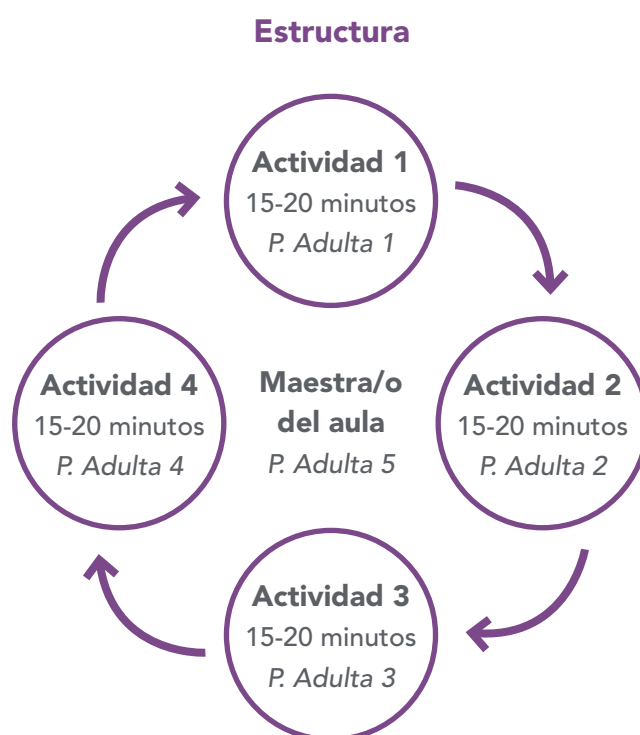 Estructura
Actividad 1
15-20 minutos
P. Adulta 1
Actividad 4
15-20 minutos
P. Adulta 4
Maestra/o
del aula
P. Adulta 5
Actividad 2
15-20 minutos
P. Adulta 2
Actividad 3
15-20 minutos
P. Adulta 3